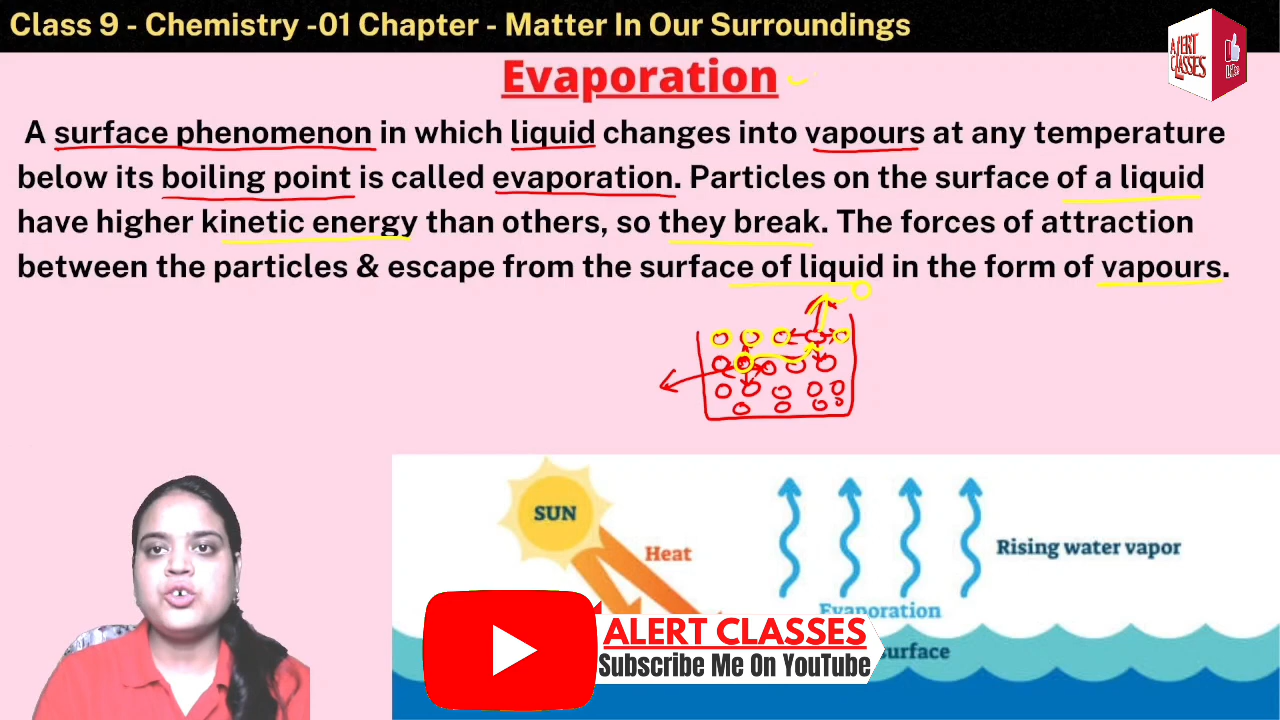 Class 9 - Chemistry -01 Chapter - Matter In Our Surroundings
ALERT
CLASSES
Evaporation
A surface phenomenon in which liquid changes into vapours at any temperature
below its boiling point is called evaporation. Particles on the surface of a liquid
have higher kinetic energy than others, so they break. The forces of attraction
between the particles & escape from the surface of liquid in the form of vapours.
SUN
Heat
Rising water vapor
Evaporation
surface
ALERT CLASSES
Subscribe Me On YouTube